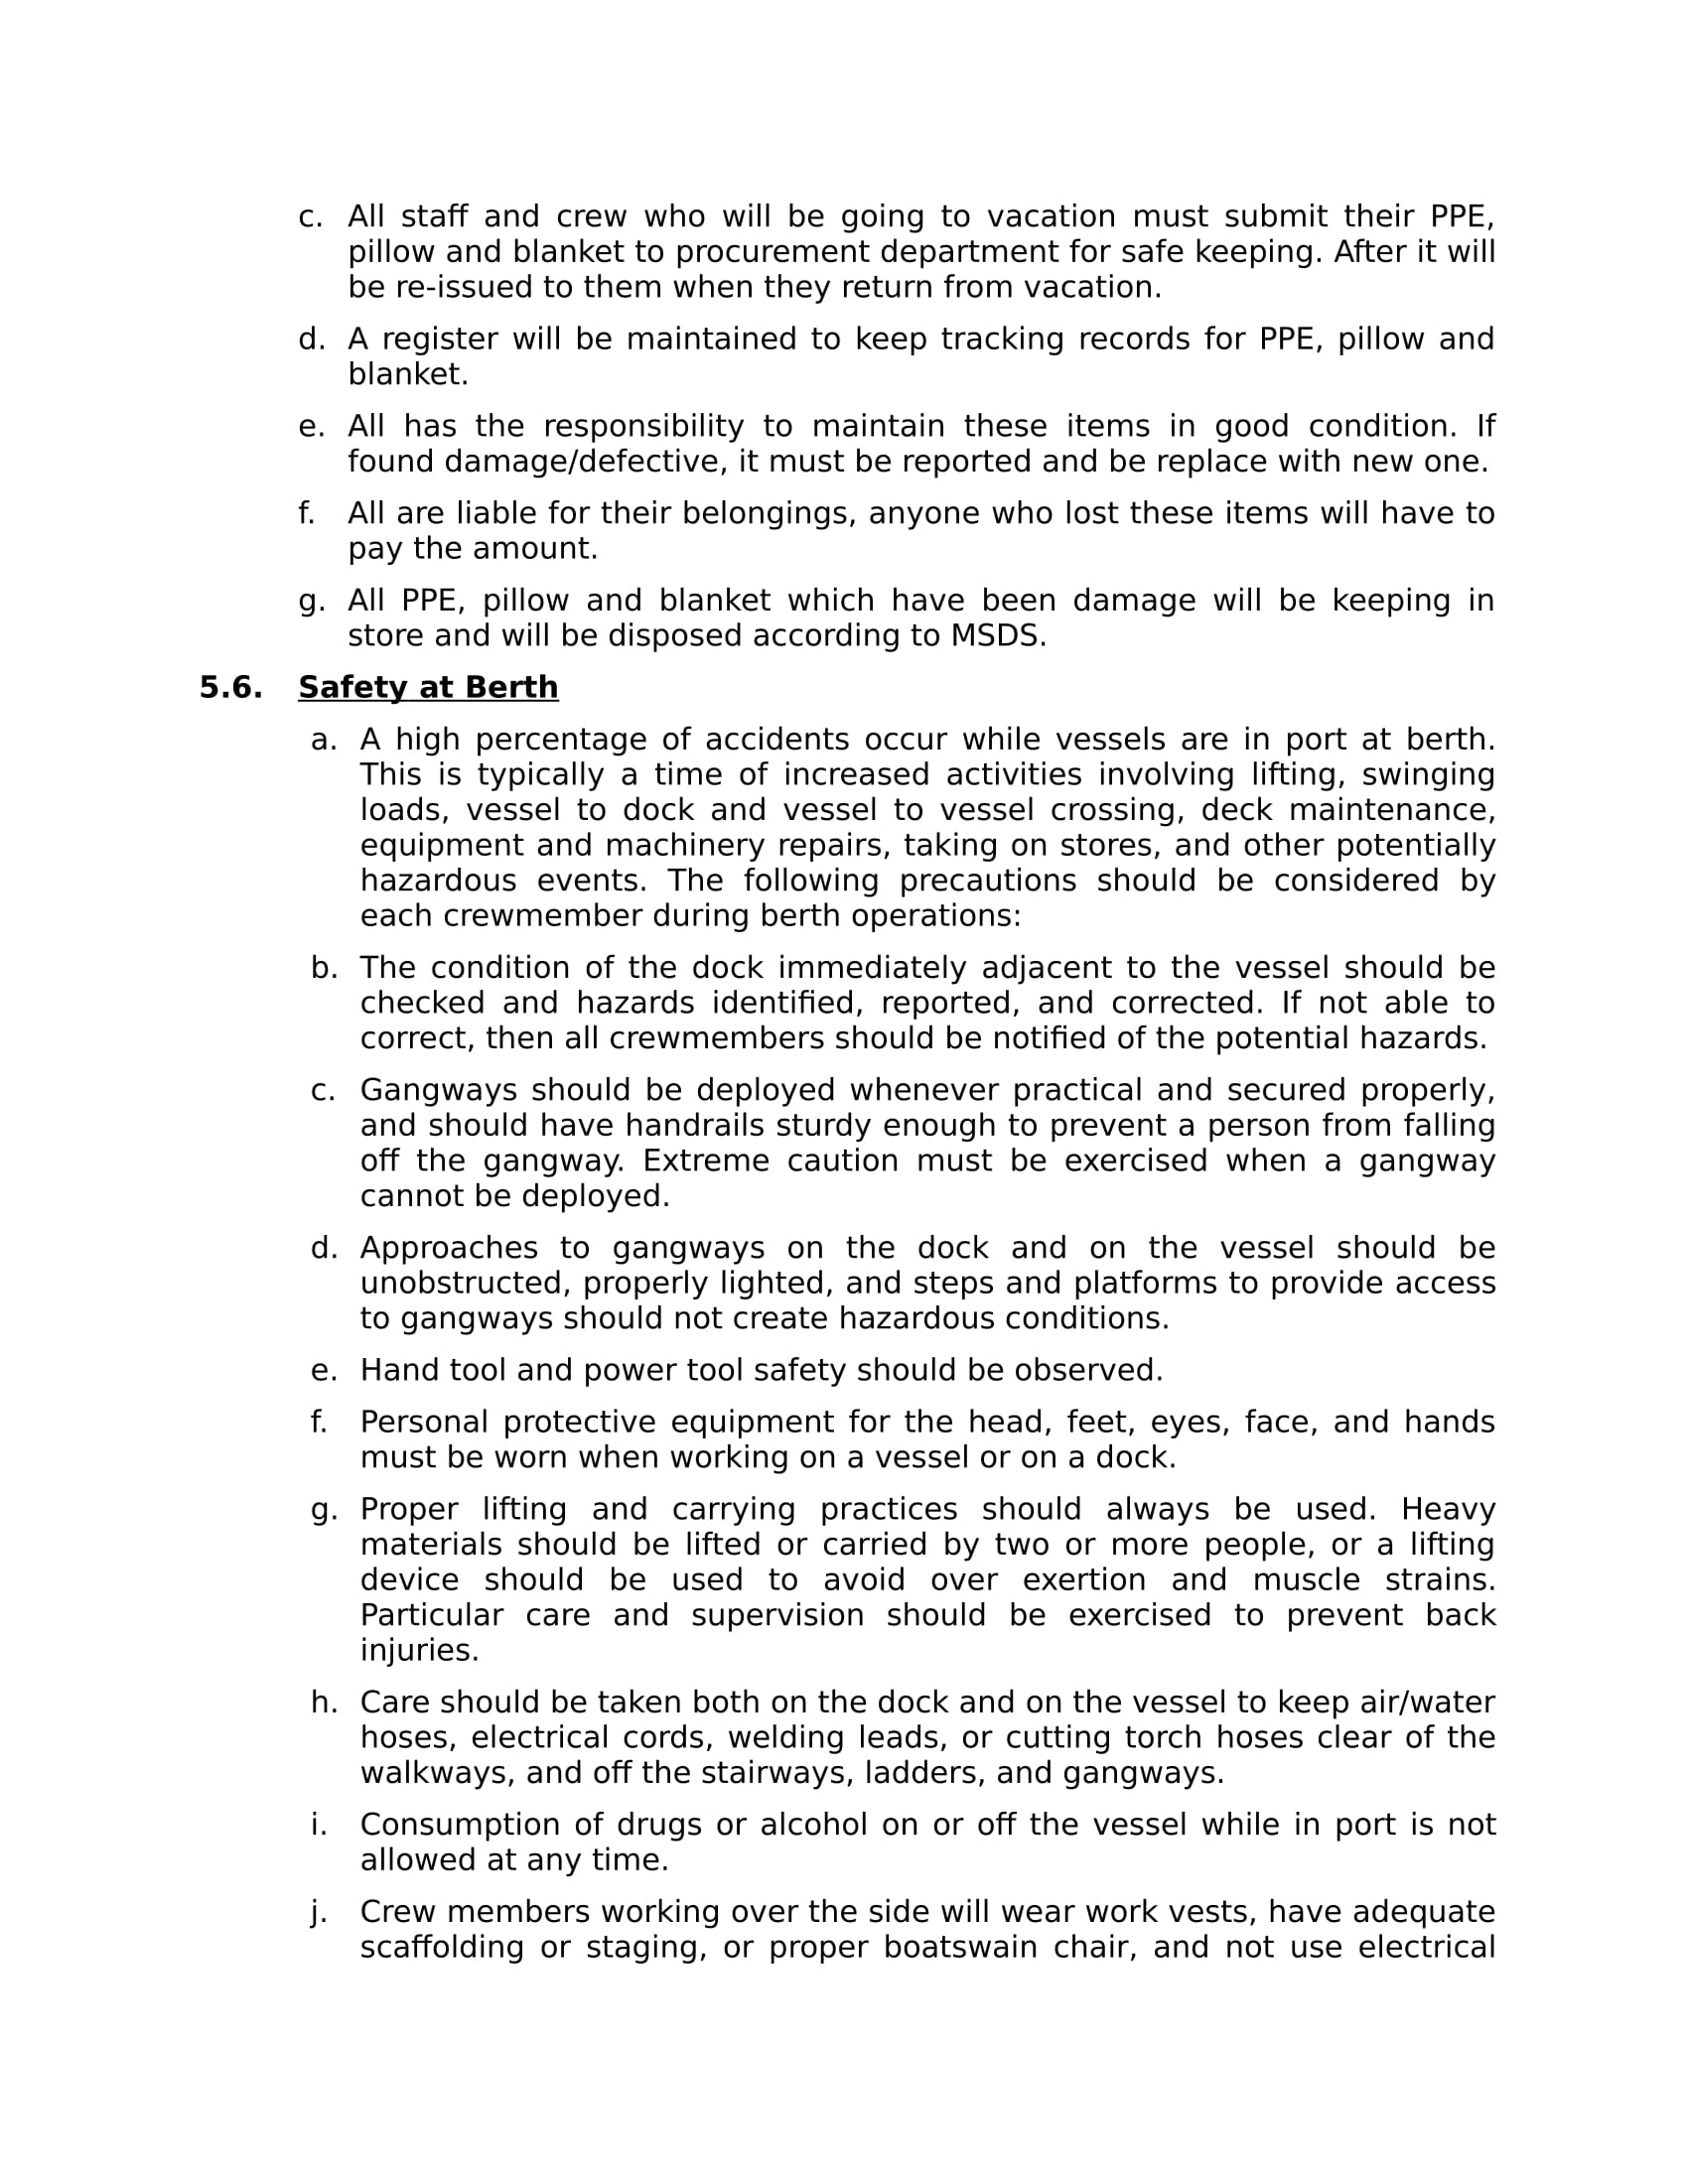 c. All staff and crew who will be going to vacation must submit their PPE,
pillow and blanket to procurement department for safe keeping. After it will
be re-issued to them when they return from vacation.
d. A register will be maintained to keep tracking records for PPE, pillow and
blanket.
e. All has the responsibility to maintain these items in good condition. If
found damage/defective, it must be reported and be replace with new one.
f. All are liable for their belongings, anyone who lost these items will have to
pay the amount.
g. All PPE, pillow and blanket which have been damage will be keeping in
store and will be disposed according to MSDS.
5.6. Safety at Berth
a. A high percentage of accidents occur while vessels are in port at berth.
This is typically a time of increased activities involving lifting, swinging
loads, vessel to dock and vessel to vessel crossing, deck maintenance,
equipment and machinery repairs, taking on stores, and other potentially
hazardous events. The following precautions should be considered by
each crewmember during berth operations:
b. The condition of the dock immediately adjacent to the vessel should be
checked and hazards identified, reported, and corrected. If not able to
correct, then all crewmembers should be notified of the potential hazards.
c. Gangways should be deployed whenever practical and secured properly,
and should have handrails sturdy enough to prevent a person from falling
off the gangway. Extreme caution must be exercised when a gangway
cannot be deployed.
d. Approaches to gangways on the dock and on the vessel should be
unobstructed, properly lighted, and steps and platforms to provide access
to gangways should not create hazardous conditions.
e. Hand tool and power tool safety should be observed.
f. Personal protective equipment for the head, feet, eyes, face, and hands
must be worn when working on a vessel or on a dock.
g. Proper lifting and carrying practices should always be used. Heavy
materials should be lifted or carried by two or more people, or a lifting
device should be used to avoid over exertion and muscle strains.
Particular care and supervision should be exercised to prevent back
injuries.
h. Care should be taken both on the dock and on the vessel to keep air/water
hoses, electrical cords, welding leads, or cutting torch hoses clear of the
walkways, and off the stairways, ladders, and gangways.
i. Consumption of drugs or alcohol on or off the vessel while in port is not
allowed at any time.
j. Crew members working over the side will wear work vests, have adequate
scaffolding or staging, or proper boatswain chair, and not use electrical